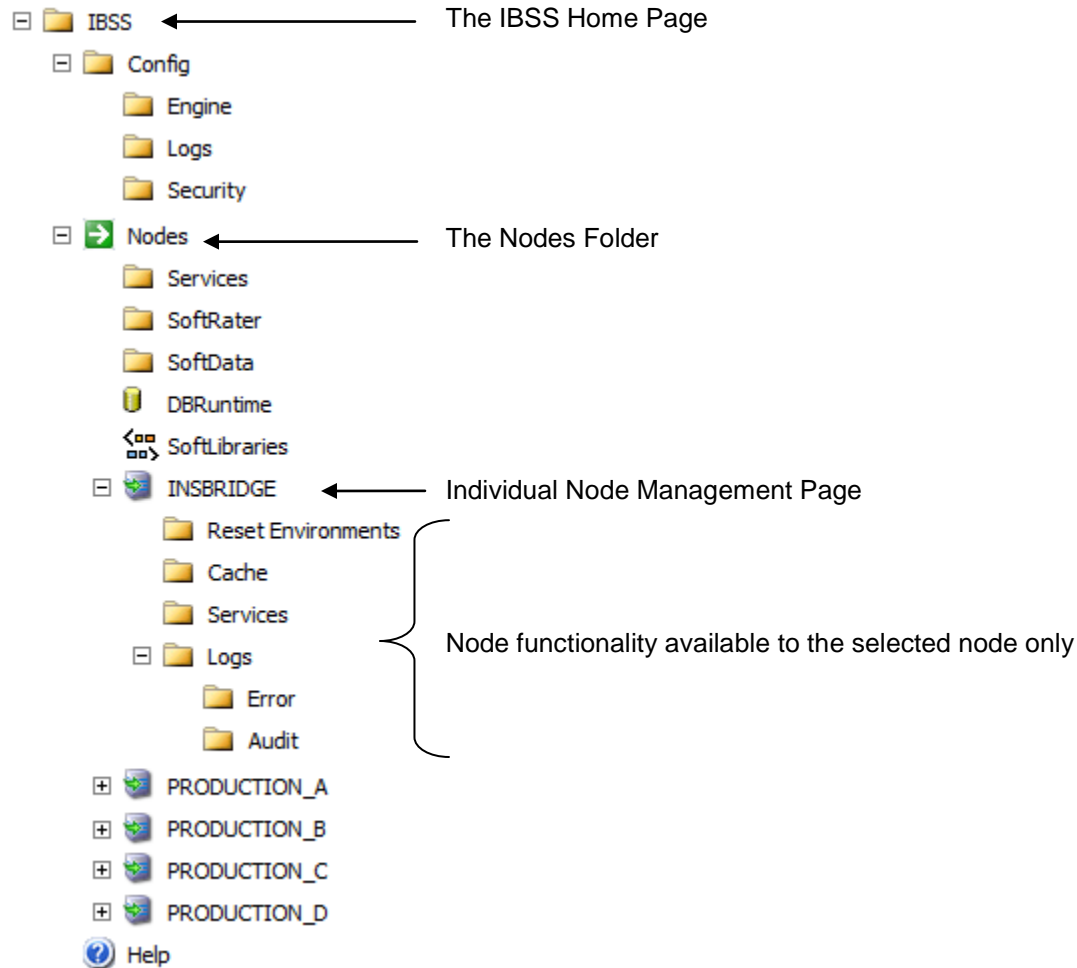 IBSS
The IBSS Home Page
Config
Engine
Logs
Security
Nodes
The Nodes Folder
Services
SoftRater
SoftData
DBRuntime
SoftLibraries
INSBRIDGE
Individual Node Management Page
Reset Environments
Cache
Services
Node functionality available to the selected node only
Logs
Error
Audit
PRODUCTION_A
PRODUCTION_B
PRODUCTION_C
PRODUCTION_D
Help